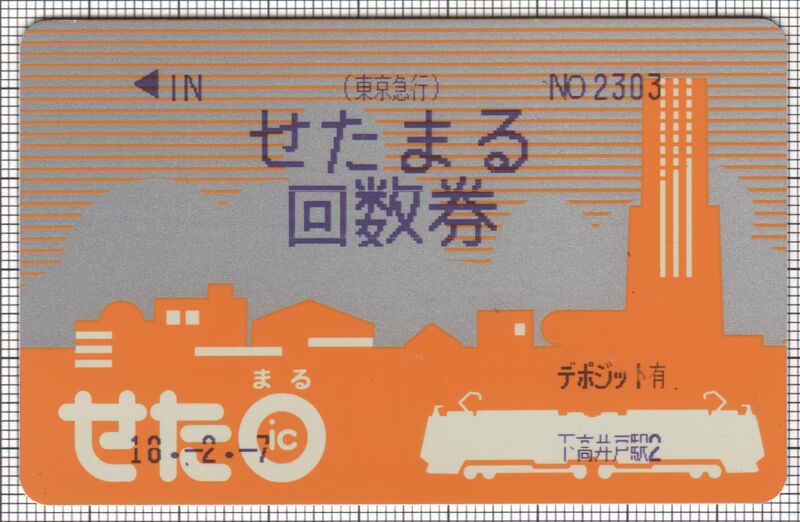 ◀IN (東京急行) NO 2303
せたまる
回数券
デポジット有
まる
せた ic
18.-2.-7
下高井戸駅2